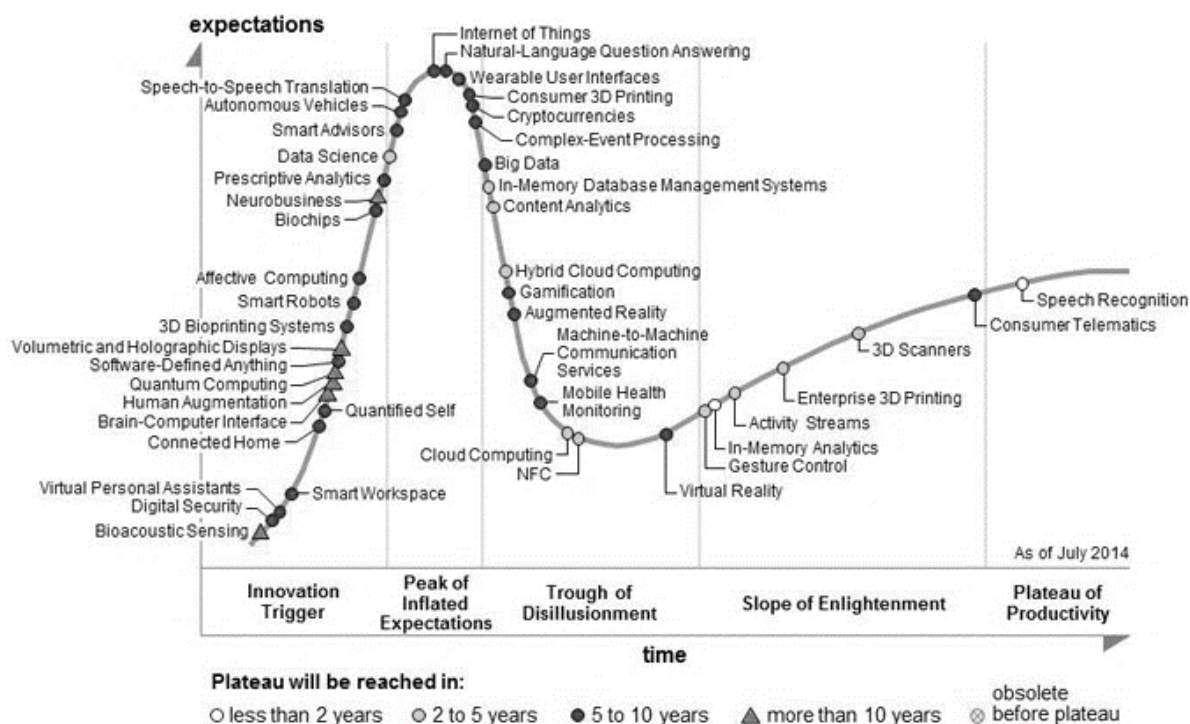 expectations
Internet of Things
Natural-Language Question Answering
Wearable User Interfaces
Consumer 3D Printing
Cryptocurrencies
Complex-Event Processing
Speech-to-Speech Translation
Autonomous Vehicles
Smart Advisors
Data Science
Prescriptive Analytics
Neurobusiness
Biochips
Big Data
In-Memory Database Management Systems
Content Analytics
Affective Computing
Smart Robots
3D Bioprinting Systems
Volumetric and Holographic Displays
Software-Defined Anything
Quantum Computing
Human Augmentation
Brain-Computer Interface
Quantified Self
Connected Home
Hybrid Cloud Computing
Gamification
Augmented Reality
Machine-to-Machine
Communication
Services
Mobile Health
Monitoring
Cloud Computing
NFC
Virtual Personal Assistants
Digital Security
Bioacoustic Sensing
Smart Workspace
Virtual Reality
Speech Recognition
Consumer Telematics
3D Scanners
Enterprise 3D Printing
Activity Streams
In-Memory Analytics
Gesture Control
As of July 2014
Innovation
Trigger
Peak of
Inflated
Expectations
Trough of
Disillusionment
Slope of Enlightenment
Plateau of
Productivity
time
Plateau will be reached in:
less than 2 years
2 to 5 years
5 to 10 years
more than 10 years
obsolete
before plateau